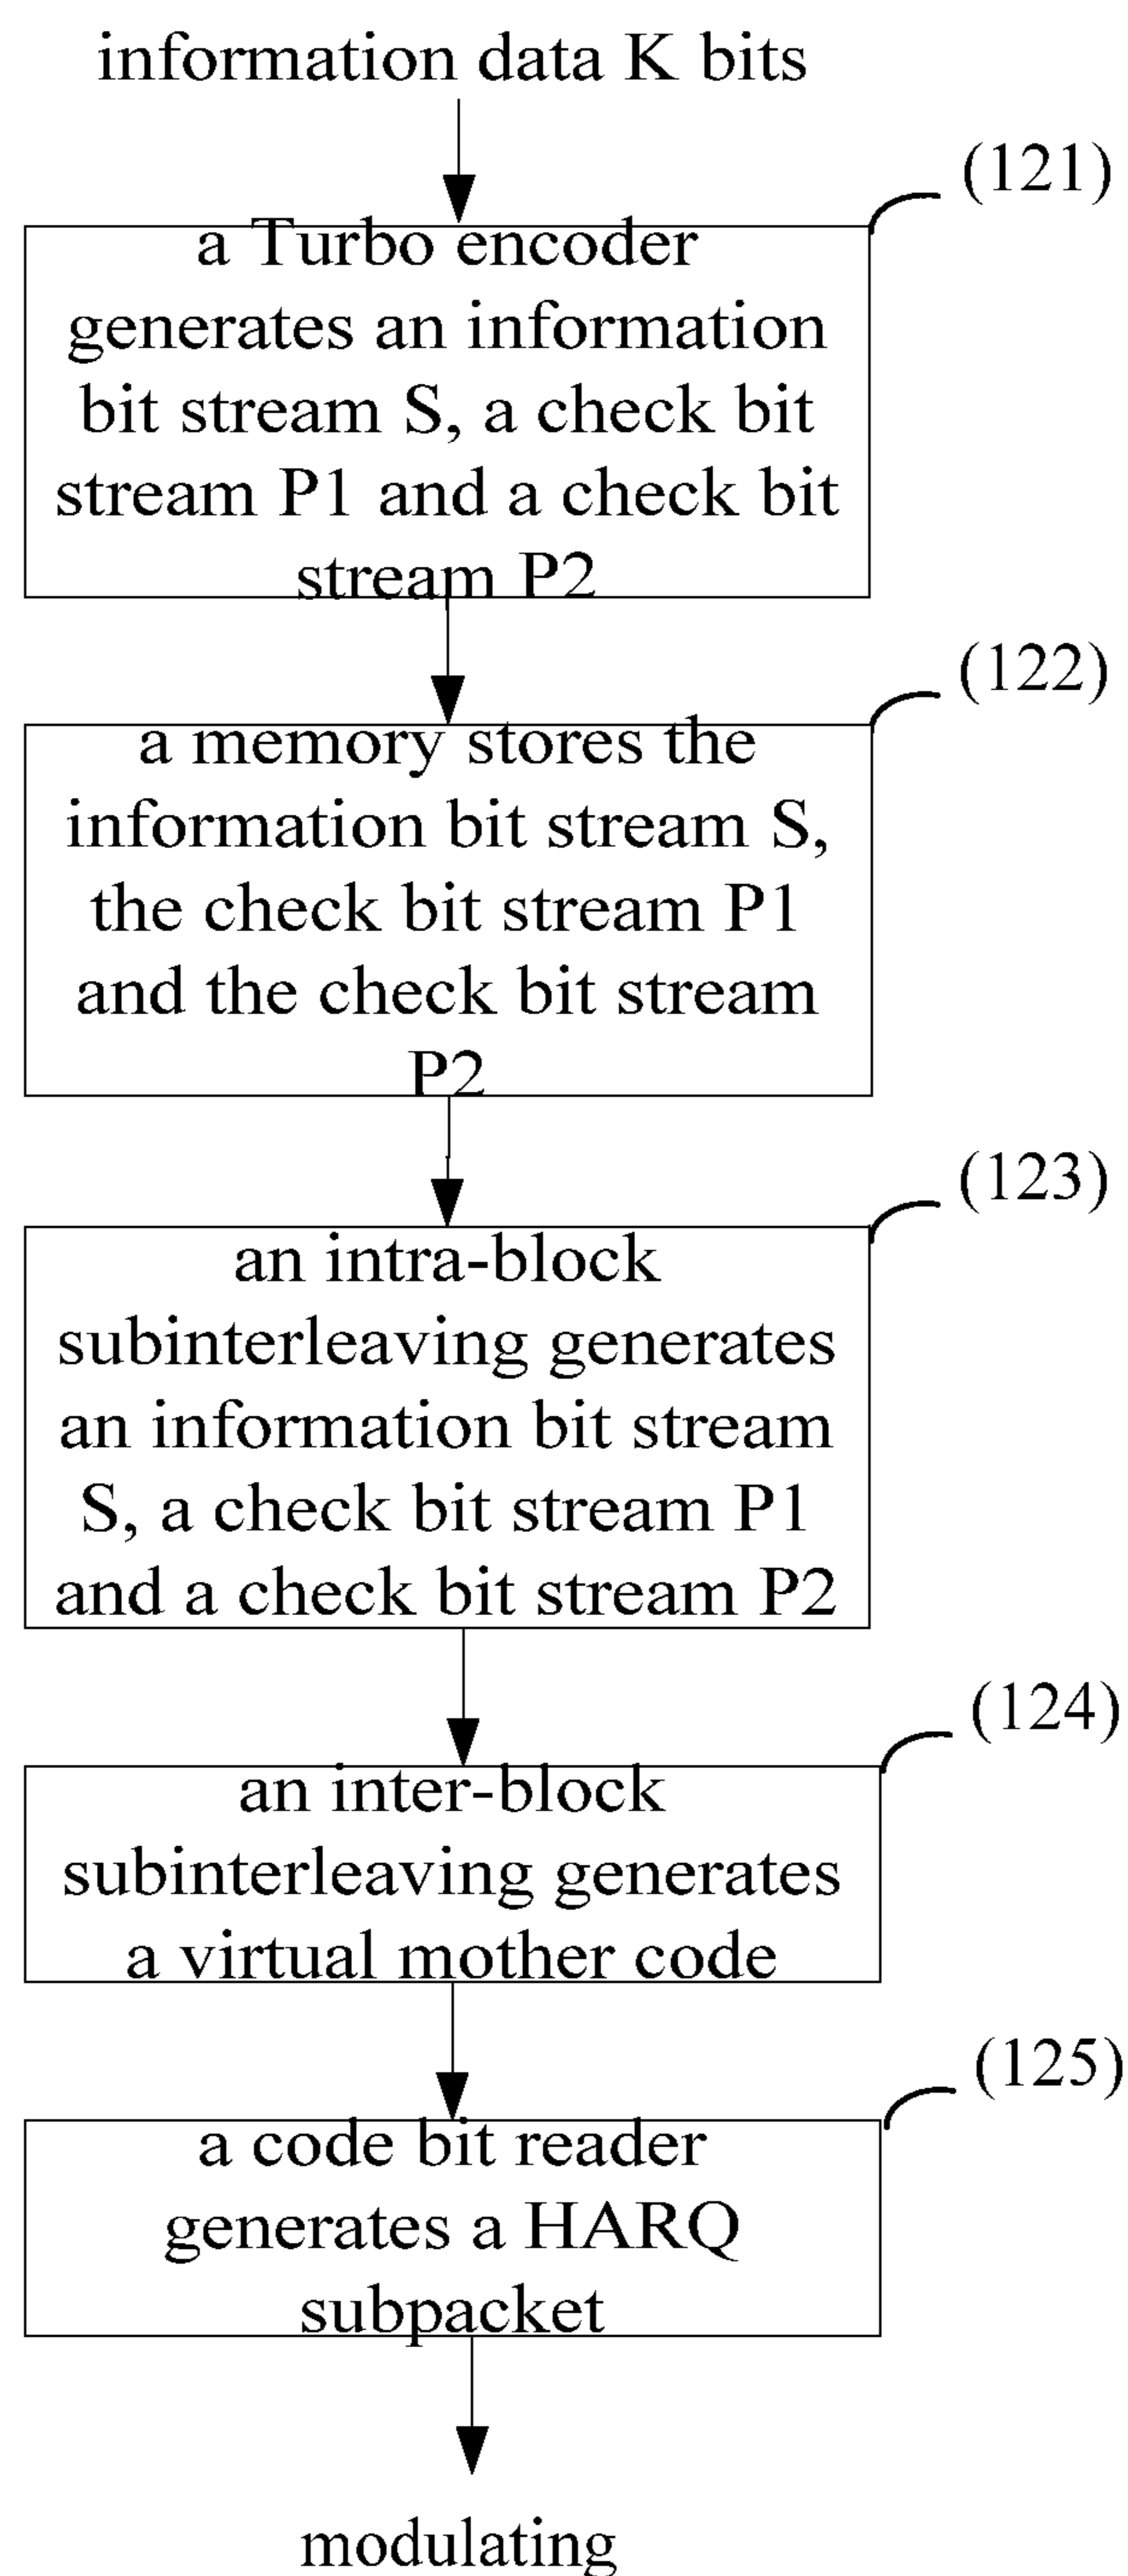 information data K bits
(121)
a Turbo encoder
generates an information
bit stream S, a check bit
stream P1 and a check bit
stream P2
(122)
a memory stores the
information bit stream S,
the check bit stream P1
and the check bit stream
P2
(123)
an intra-block
subinterleaving generates
an information bit stream
S, a check bit stream P1
and a check bit stream P2
(124)
an inter-block
subinterleaving generates
a virtual mother code
(125)
a code bit reader
generates a HARQ
subpacket
modulating